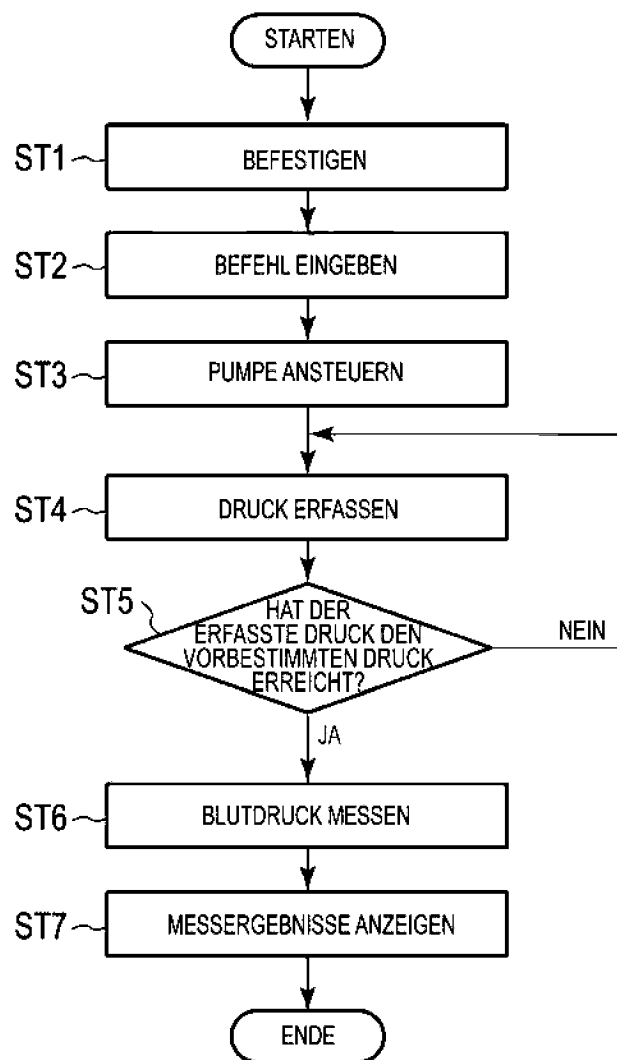 STARTEN
ST1
BEFESTIGEN
ST2
BEFEHL EINGEBEN
ST3
PUMPE ANSTEUERN
ST4
DRUCK ERFASSEN
ST5
HAT DER
ERFASSTE DRUCK DEN
VORBESTIMMTEN DRUCK
ERREICHT?
NEIN
JA
ST6
BLUTDRUCK MESSEN
ST7
MESSERGEBNISSE ANZEIGEN
ENDE